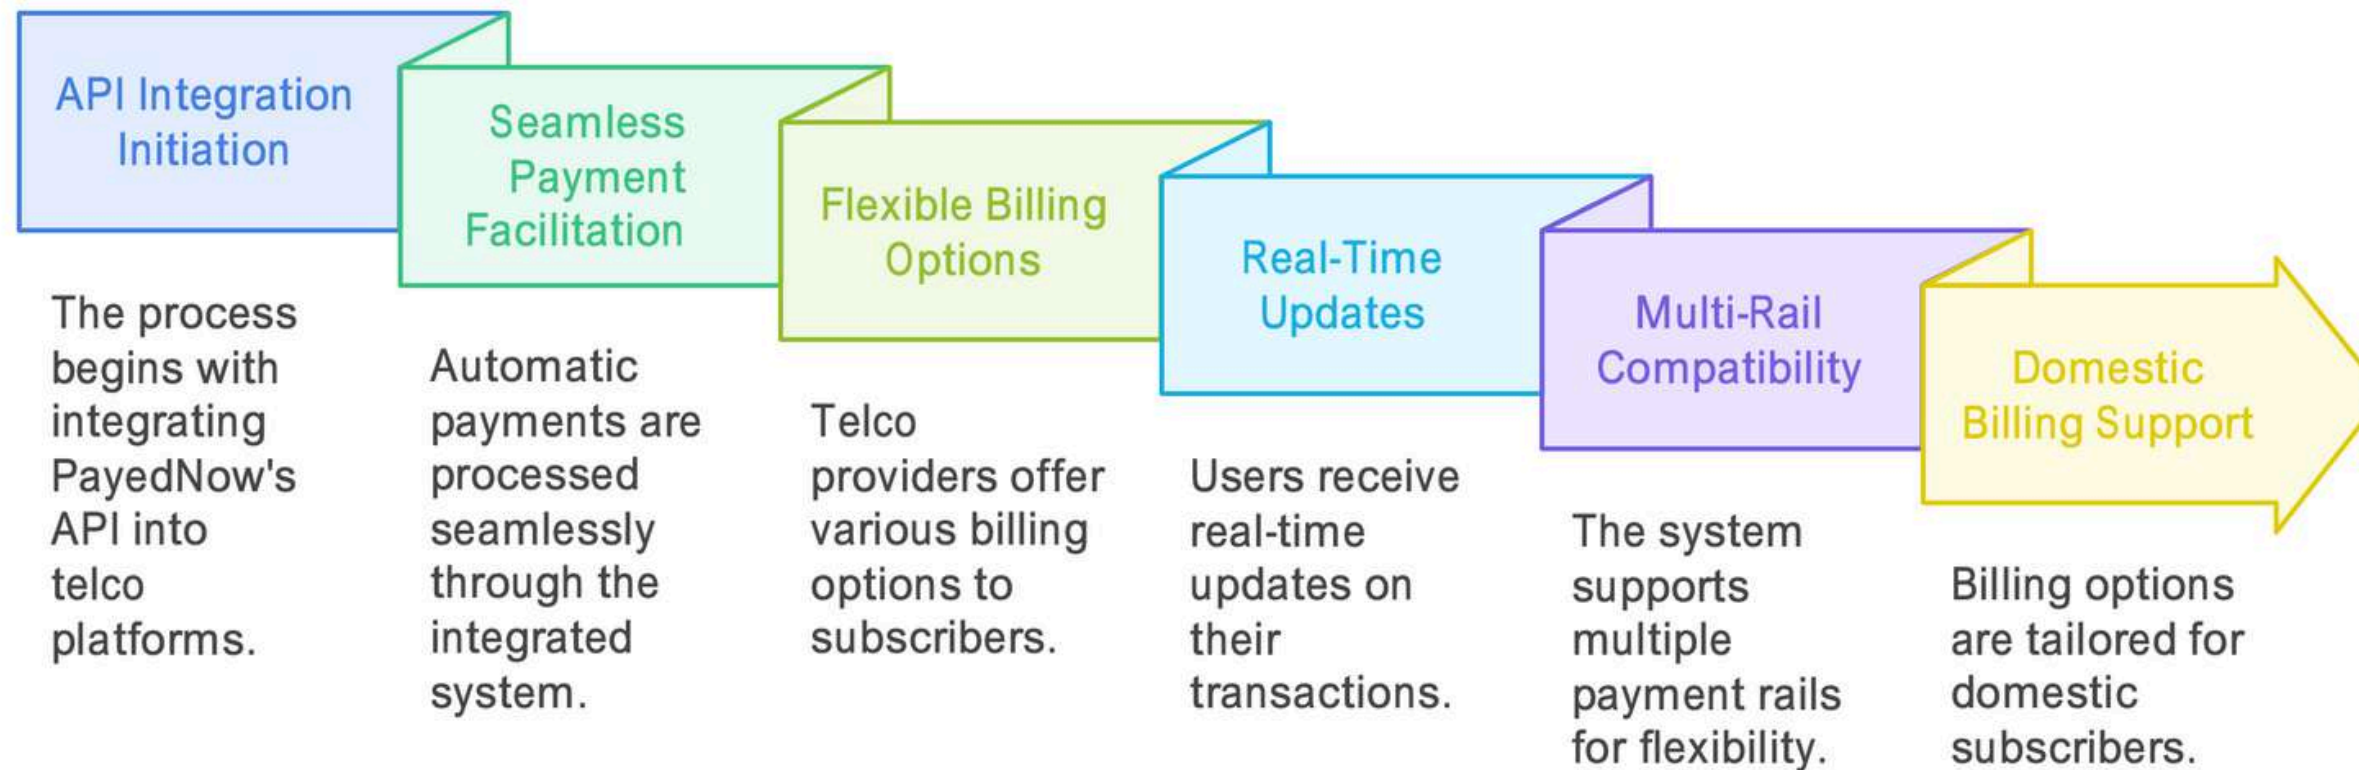 API Integration
Initiation
The process
begins with
integrating
PayedNow's
API into
telco
platforms.
Seamless
Payment
Facilitation
Automatic
payments are
processed
seamlessly
through the
integrated
system.
Flexible Billing
Options
Telco
providers offer
various billing
options to
subscribers.
Real-Time
Updates
Users receive
real-time
updates on
their
transactions.
Multi-Rail
Compatibility
The system
supports
multiple
payment rails
for flexibility.
Domestic
Billing Support
Billing options
are tailored for
domestic
subscribers.